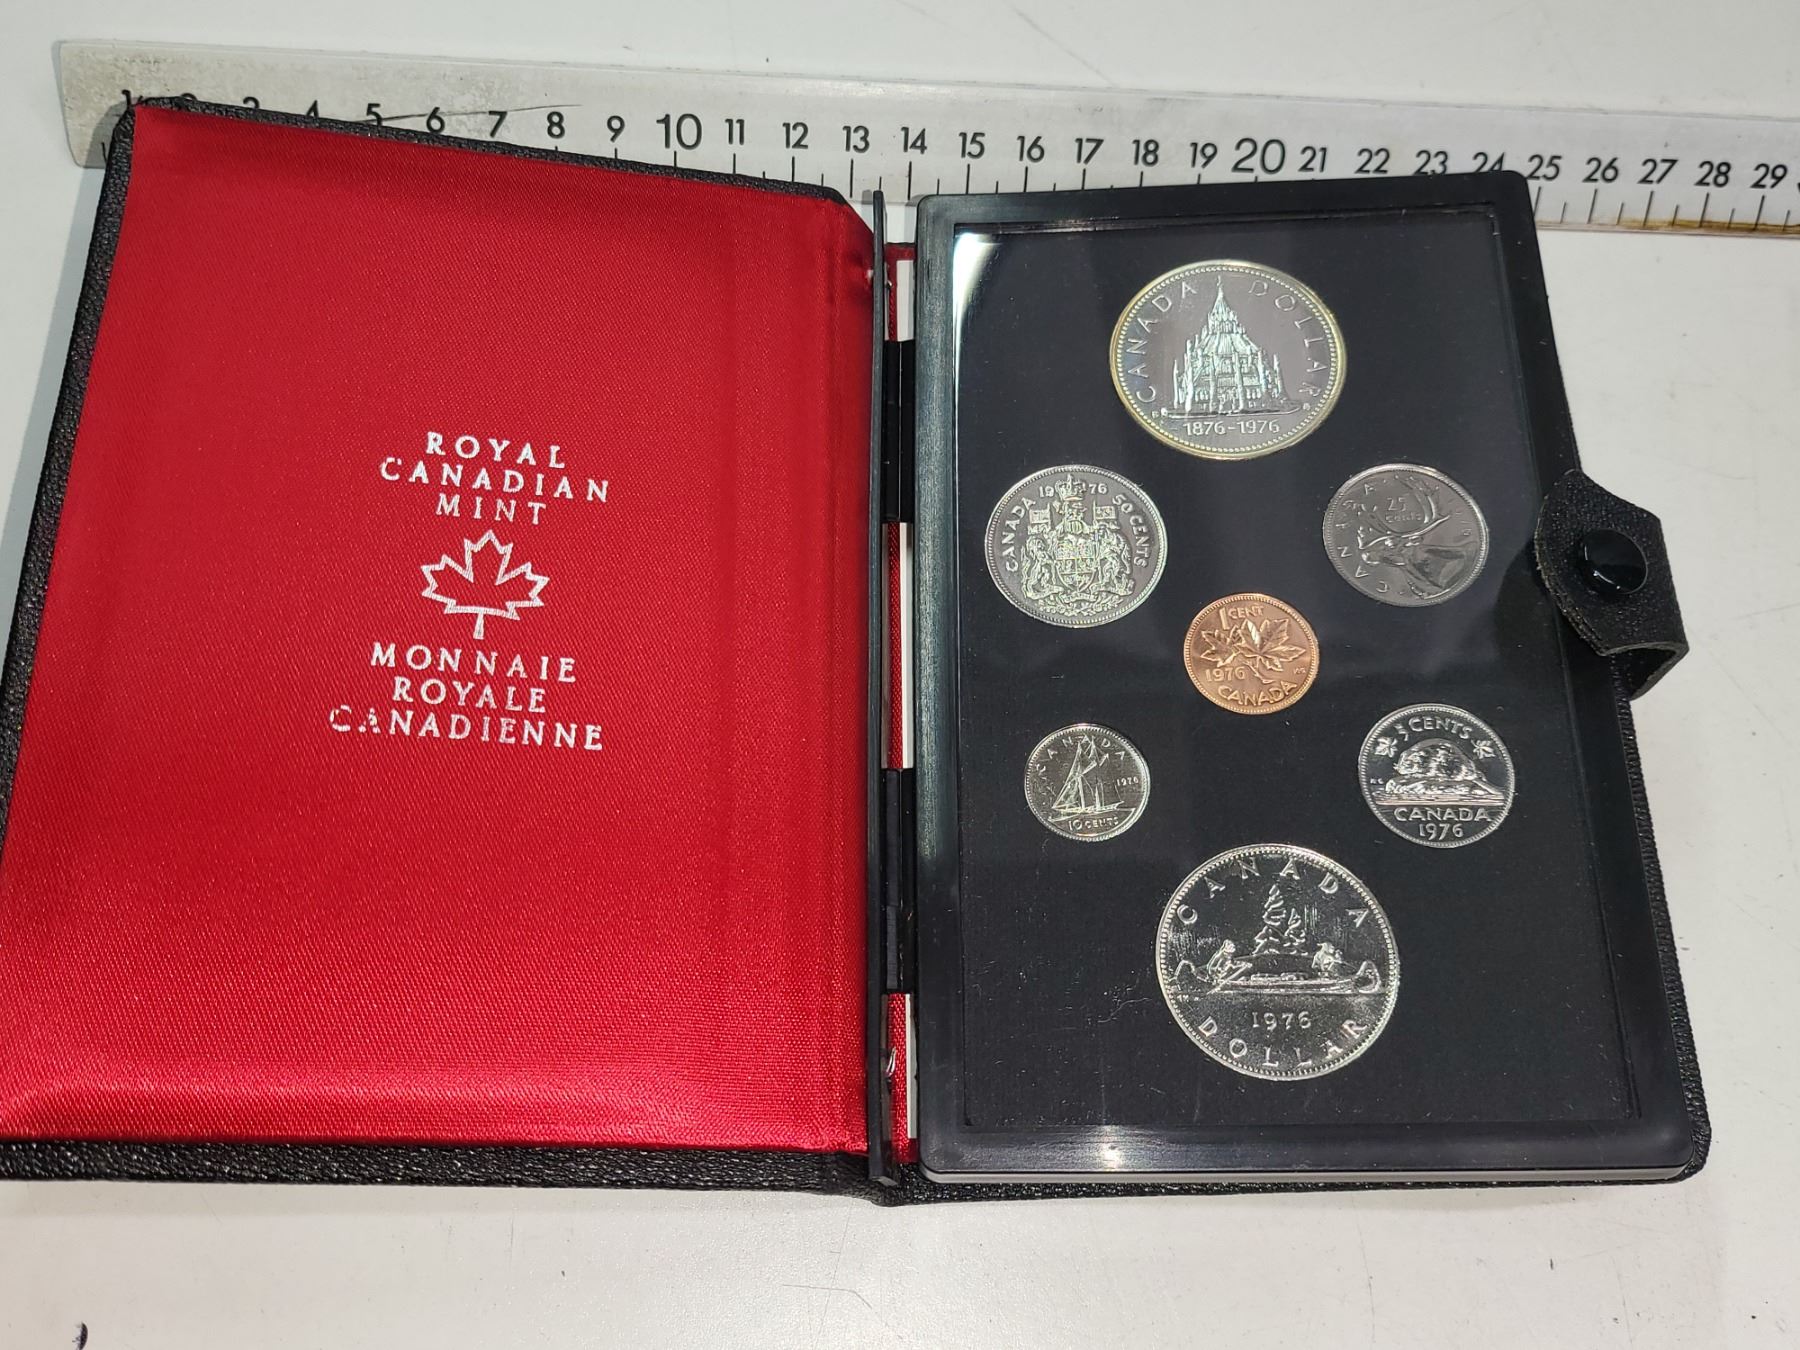 2 3 4 5 6 7 8 9 10 11 12 13 14 15 16 17 18 19 20 21 22 23 24 25 26 27 28 29
ROYAL
CANADIAN
MINT
MONNAIE
ROYALE
CANADIENNE
CANADA DOLLAR
1876-1976
1976
CANADA 50 CENTS
25
cents
1 CENT
1976
CANADA
CANADA
1976
10 CENTS
5 CENTS
CANADA
1976
CANADA
1976
DOLLAR